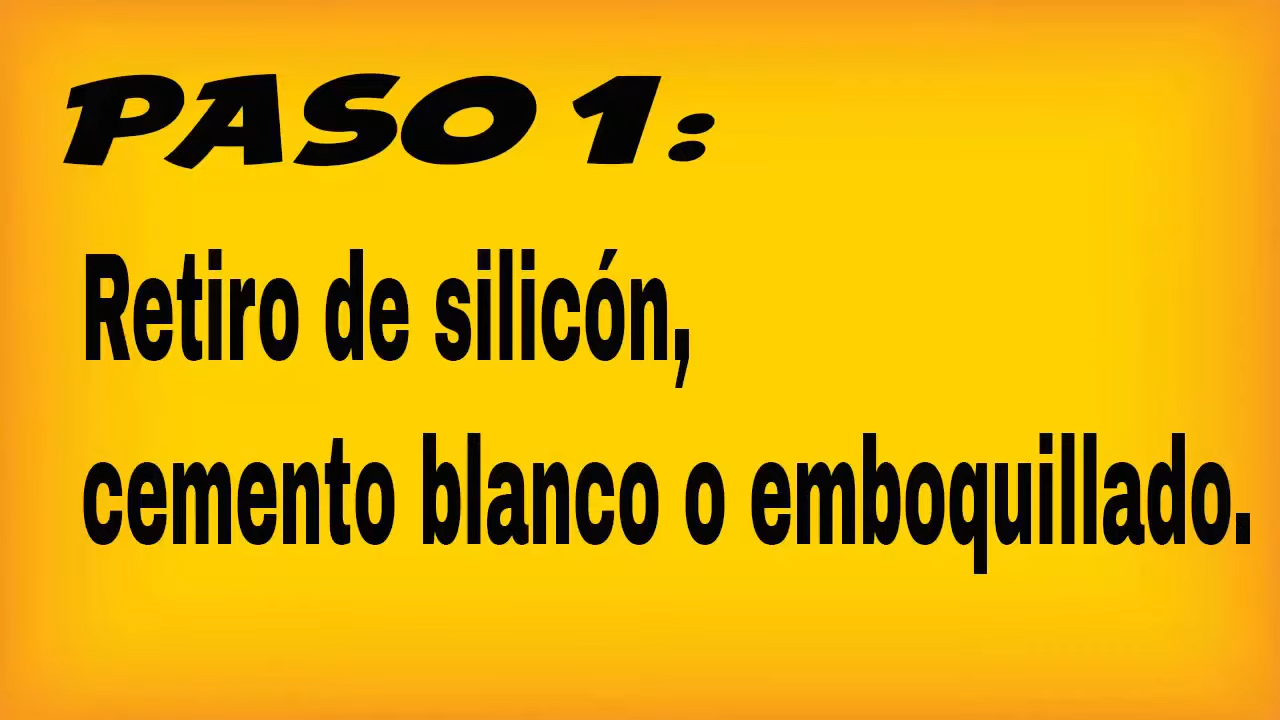 PASO 1:
Retiro de silicón,
cemento blanco o emboquillado.